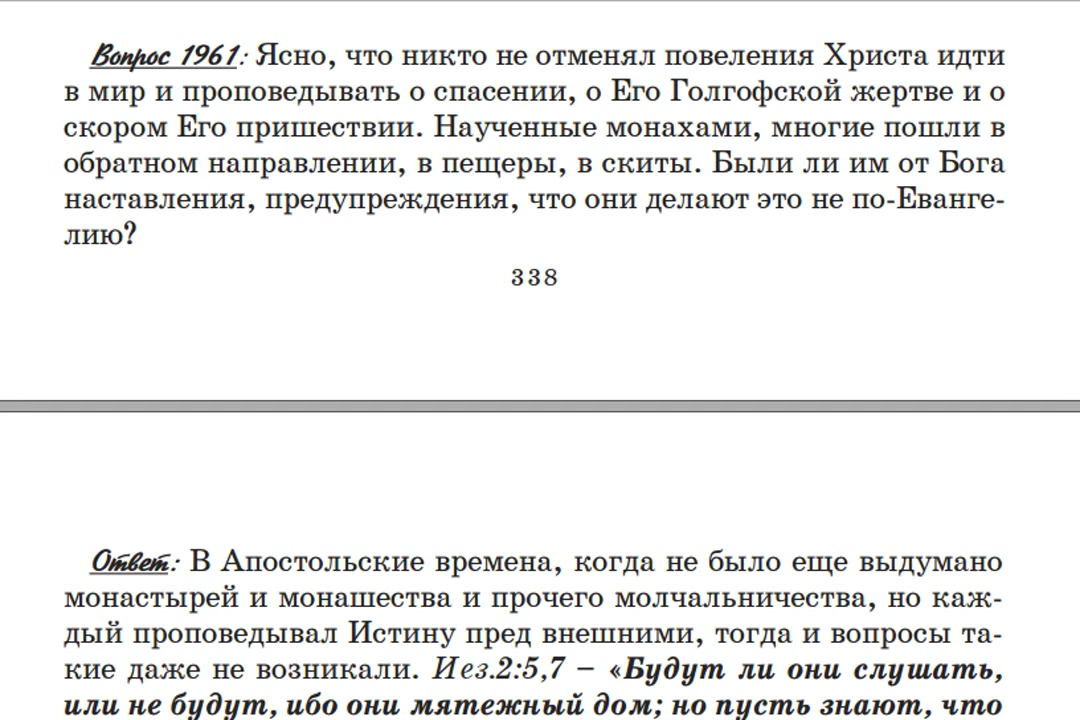 Вопрос 1961: Ясно, что никто не отменял повеления Христа идти
в мир и проповедывать о спасении, о Его Голгофской жертве и о
скором Его пришествии. Наученные монахами, многие пошли в
обратном направлении, в пещеры, в скиты. Были ли им от Бога
наставления, предупреждения, что они делают это не по-Еванге-
лию?
338
Ответ: В Апостольские времена, когда не было еще выдумано
монастырей и монашества и прочего молчальничества, но каж-
дый проповедывал Истину пред внешними, тогда и вопросы та-
кие даже не возникали. Иез.2:5,7 – «Будут ли они слушать,
или не будут, ибо они мятежный дом; но пусть знают, что